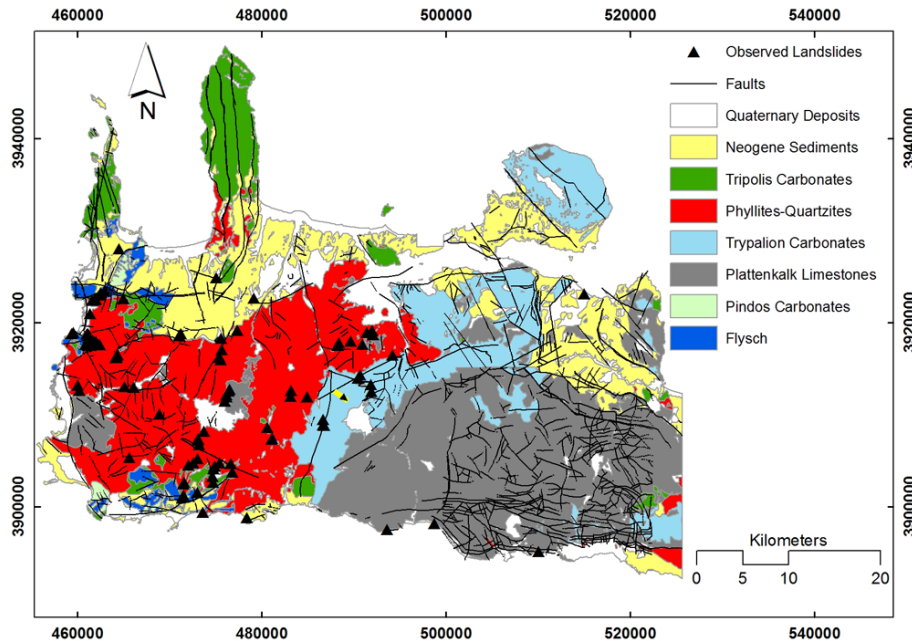 460000 480000 500000 520000 540000
Observed Landslides
Faults
Quaternary Deposits
Neogene Sediments
Tripolis Carbonates
Phyllites-Quartzites
Trypalion Carbonates
Plattenkalk Limestones
Pindos Carbonates
Flysch
N
3940000 3940000
3920000 3920000
3900000 3900000
Kilometers
0 5 10 20
460000 480000 500000 520000 540000